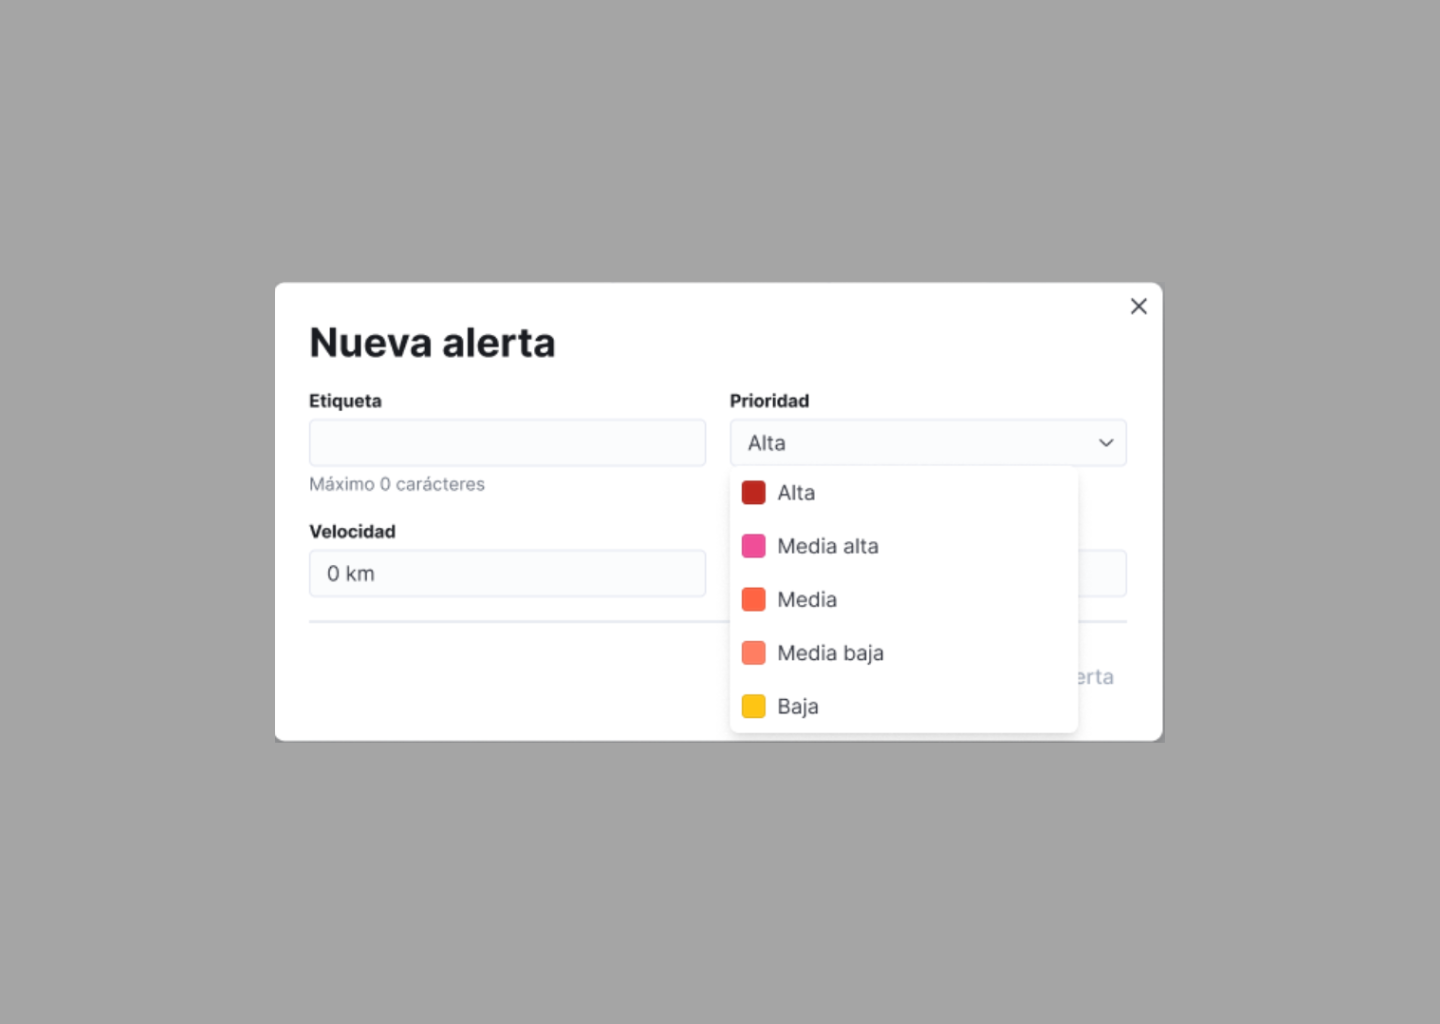 Nueva alerta
Etiqueta
Prioridad
Alta
Máximo 0 carácteres
Alta
Media alta
Velocidad
0 km
Media
Media baja
Baja
erta